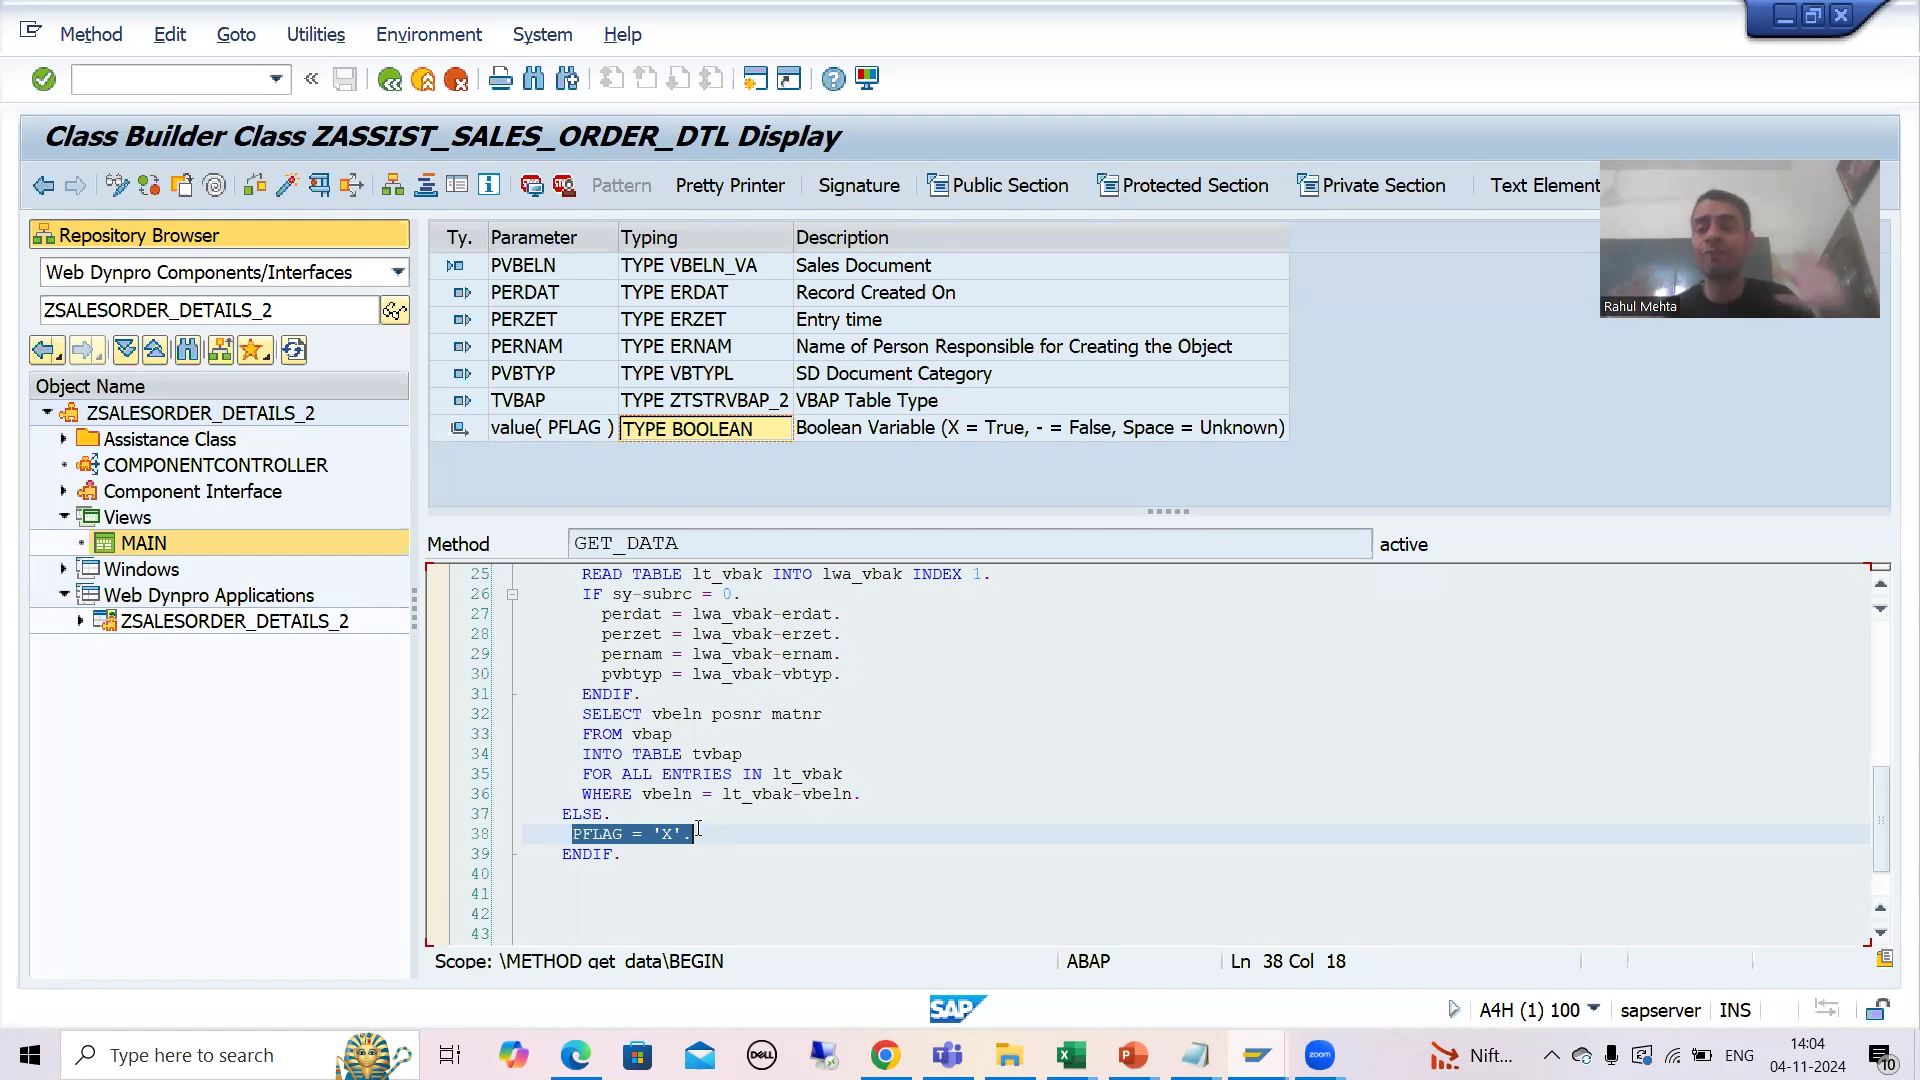 Method Edit Goto Utilities Environment System Help
Class Builder Class ZASSIST_SALES_ORDER_DTL Display
Pattern Pretty Printer Signature Public Section Protected Section Private Section Text Element
Rahul Mehta
Repository Browser
Web Dynpro Components/Interfaces
ZSALESORDER_DETAILS_2
Object Name
ZSALESORDER_DETAILS_2
Assistance Class
COMPONENTCONTROLLER
Component Interface
Views
MAIN
Windows
Web Dynpro Applications
ZSALESORDER_DETAILS_2
Ty. Parameter Typing Description
PVBELN TYPE VBELN_VA Sales Document
PERDAT TYPE ERDAT Record Created On
PERZET TYPE ERZET Entry time
PERNAM TYPE ERNAM Name of Person Responsible for Creating the Object
PVBTYP TYPE VBTYPL SD Document Category
TVBAP TYPE ZTSTRVBAP_2 VBAP Table Type
value( PFLAG ) TYPE BOOLEAN Boolean Variable (X = True, - = False, Space = Unknown)
Method GET_DATA active
25 READ TABLE lt_vbak INTO lwa_vbak INDEX 1.
26 IF sy-subrc = 0.
27 perdat = lwa_vbak-erdat.
28 perzet = lwa_vbak-erzet.
29 pernam = lwa_vbak-ernam.
30 pvbtyp = lwa_vbak-vbtyp.
31 ENDIF.
32 SELECT vbeln posnr matnr
33 FROM vbap
34 INTO TABLE tvbap
35 FOR ALL ENTRIES IN lt_vbak
36 WHERE vbeln = lt_vbak-vbeln.
37 ELSE.
38 PFLAG = 'X'.
39 ENDIF.
40
41
42
43
Scope: \METHOD get_data\BEGIN ABAP Ln 38 Col 18
SAP
A4H (1) 100 sapserver INS
Type here to search
DELL
zoom
Nift...
ENG
14:04
04-11-2024
10